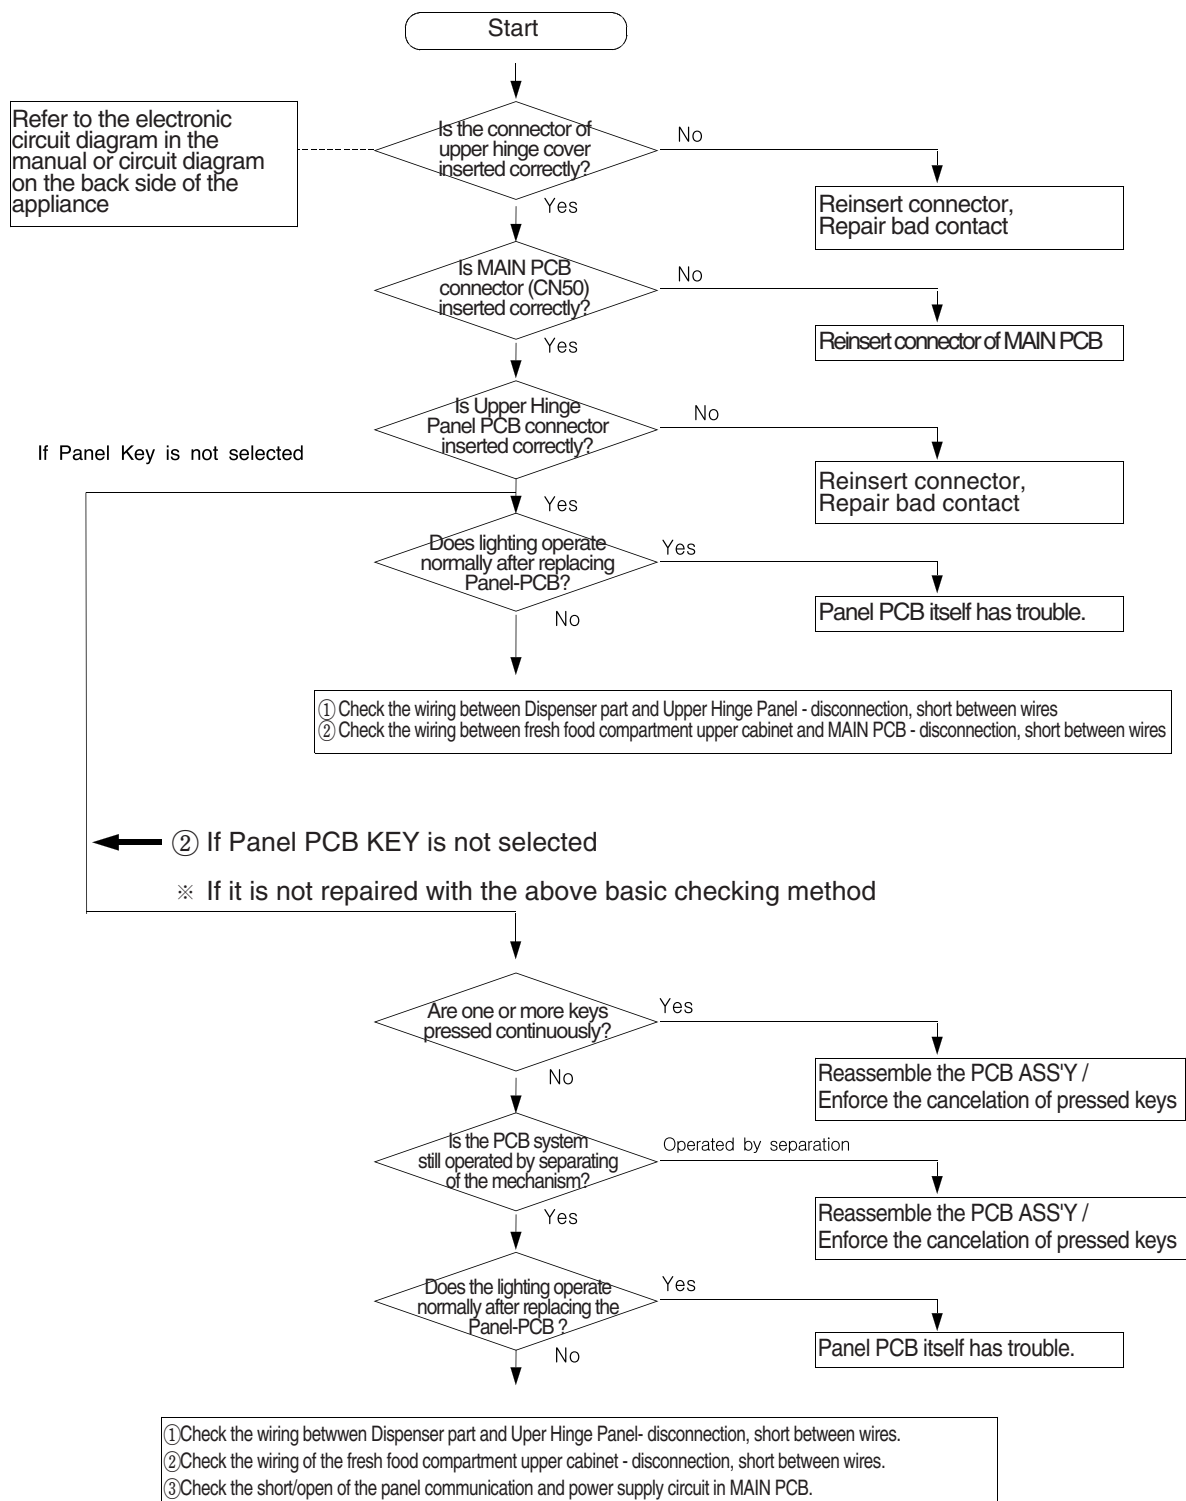 Start
Refer to the electronic
circuit diagram in the
manual or circuit diagram
on the back side of the
appliance
Is the connector of
upper hinge cover
inserted correctly?
No
Reinsert connector,
Repair bad contact
Yes
Is MAIN PCB
connector (CN50)
inserted correctly?
No
Reinsert connector of MAIN PCB
Yes
Is Upper Hinge
Panel PCB connector
inserted correctly?
No
Reinsert connector,
Repair bad contact
If Panel Key is not selected
Yes
Does lighting operate
normally after replacing
Panel-PCB?
Yes
Panel PCB itself has trouble.
No
① Check the wiring between Dispenser part and Upper Hinge Panel - disconnection, short between wires
② Check the wiring between fresh food compartment upper cabinet and MAIN PCB - disconnection, short between wires
② If Panel PCB KEY is not selected
※ If it is not repaired with the above basic checking method
Are one or more keys
pressed continuously?
Yes
Reassemble the PCB ASS'Y /
Enforce the cancelation of pressed keys
No
Is the PCB system
still operated by separating
of the mechanism?
Operated by separation
Reassemble the PCB ASS'Y /
Enforce the cancelation of pressed keys
Yes
Does the lighting operate
normally after replacing the
Panel-PCB ?
Yes
Panel PCB itself has trouble.
No
①Check the wiring betwwen Dispenser part and Uper Hinge Panel- disconnection, short between wires.
②Check the wiring of the fresh food compartment upper cabinet - disconnection, short between wires.
③Check the short/open of the panel communication and power supply circuit in MAIN PCB.